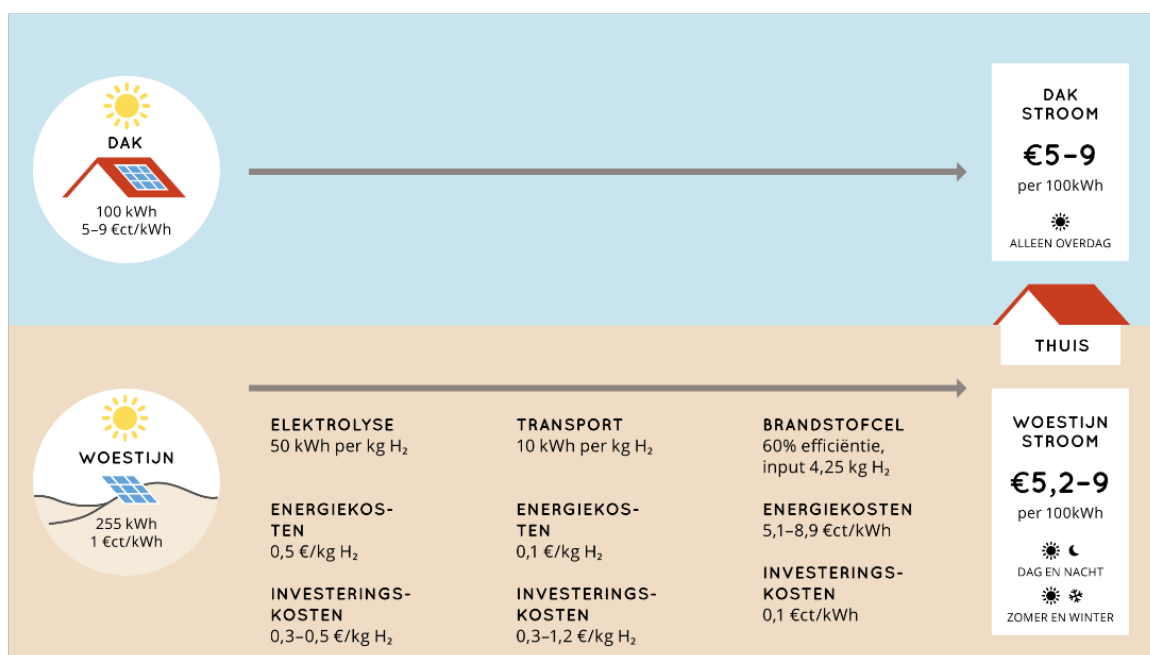 DAK
100 kWh
5–9 €ct/kWh
DAK
STROOM
€5–9
per 100kWh
ALLEEN OVERDAG
THUIS
WOESTIJN
255 kWh
1 €ct/kWh
ELEKTROLYSE
50 kWh per kg H₂
ENERGIEKOS-
TEN
0,5 €/kg H₂
INVESTERINGS-
KOSTEN
0,3–0,5 €/kg H₂
TRANSPORT
10 kWh per kg H₂
ENERGIEKOS-
TEN
0,1 €/kg H₂
INVESTERINGS-
KOSTEN
0,3–1,2 €/kg H₂
BRANDSTOFCEL
60% efficiëntie,
input 4,25 kg H₂
ENERGIEKOSTEN
5,1–8,9 €ct/kWh
INVESTERINGS-
KOSTEN
0,1 €ct/kWh
WOESTIJN
STROOM
€5,2–9
per 100kWh
DAG EN NACHT
ZOMER EN WINTER